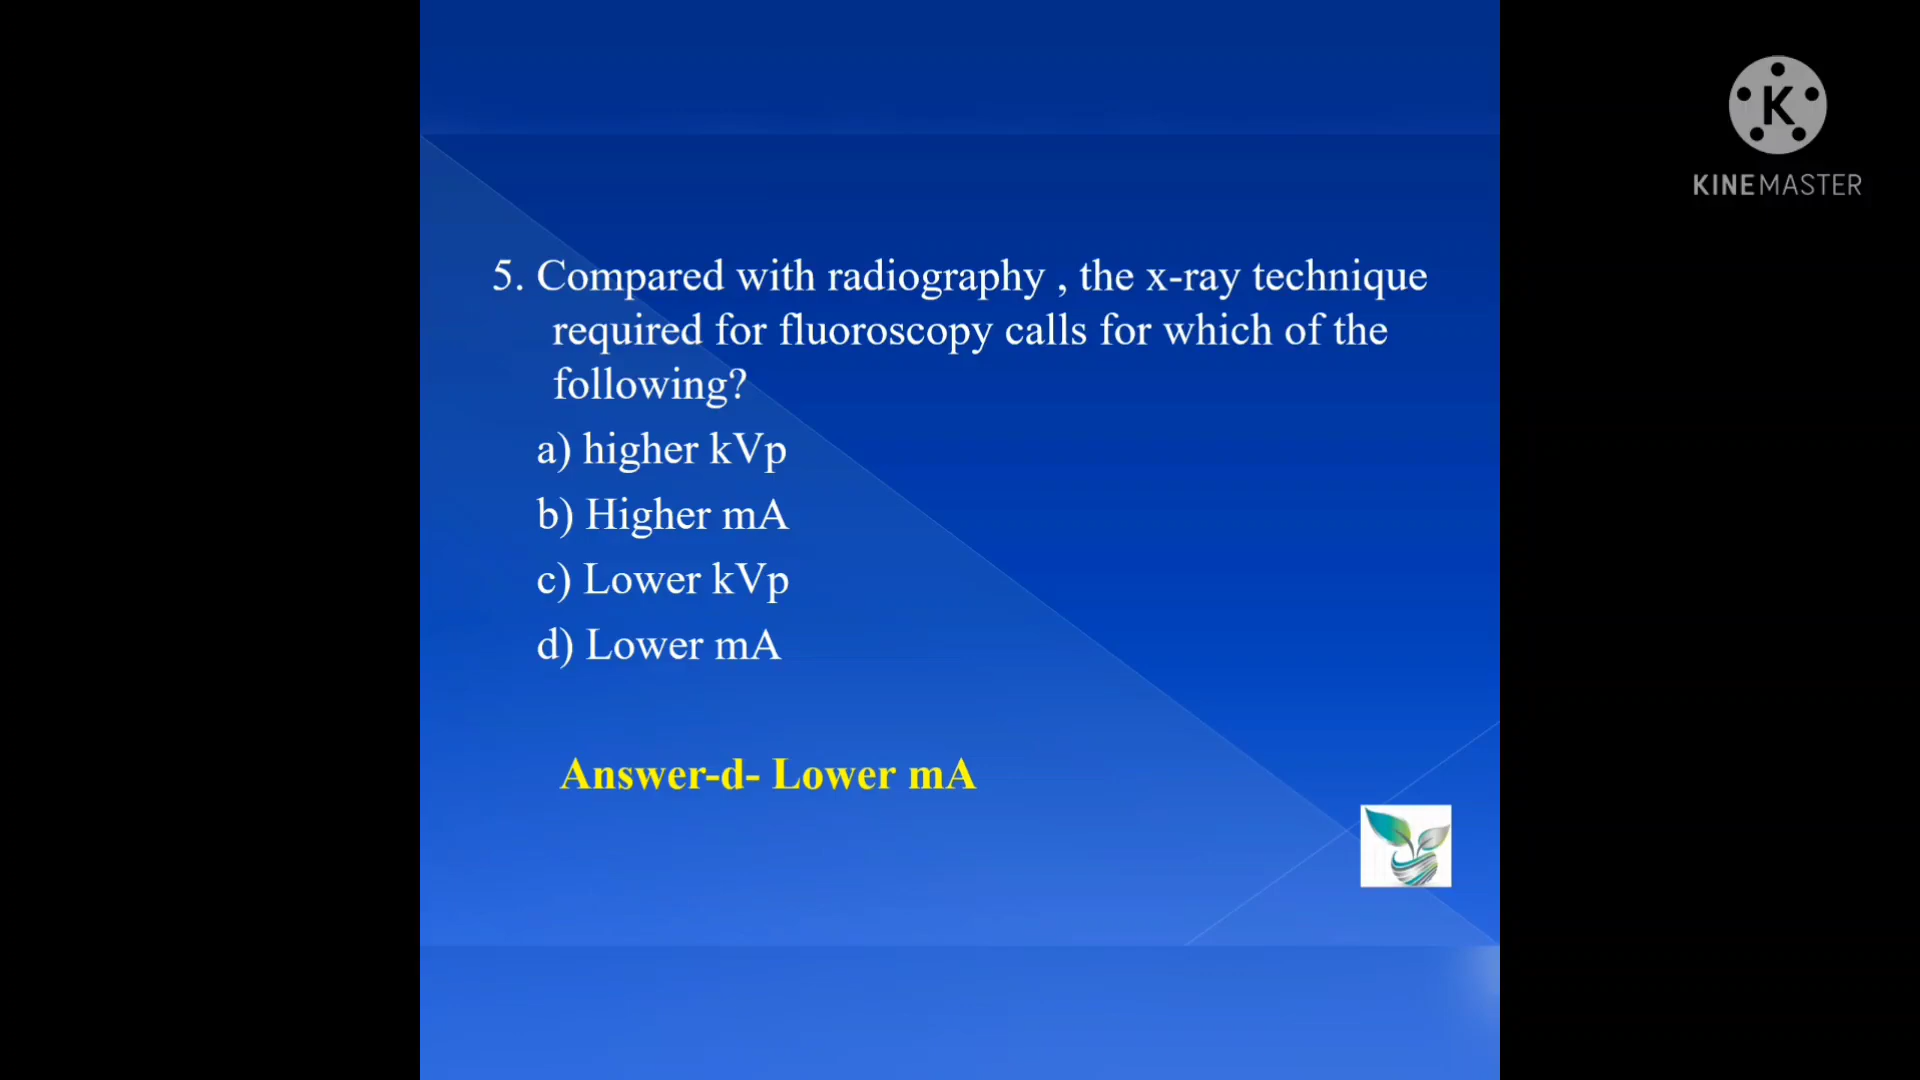 KINEMASTER
5. Compared with radiography , the x-ray technique
required for fluoroscopy calls for which of the
following?
a) higher kVp
b) Higher mA
c) Lower kVp
d) Lower mA
Answer-d- Lower mA